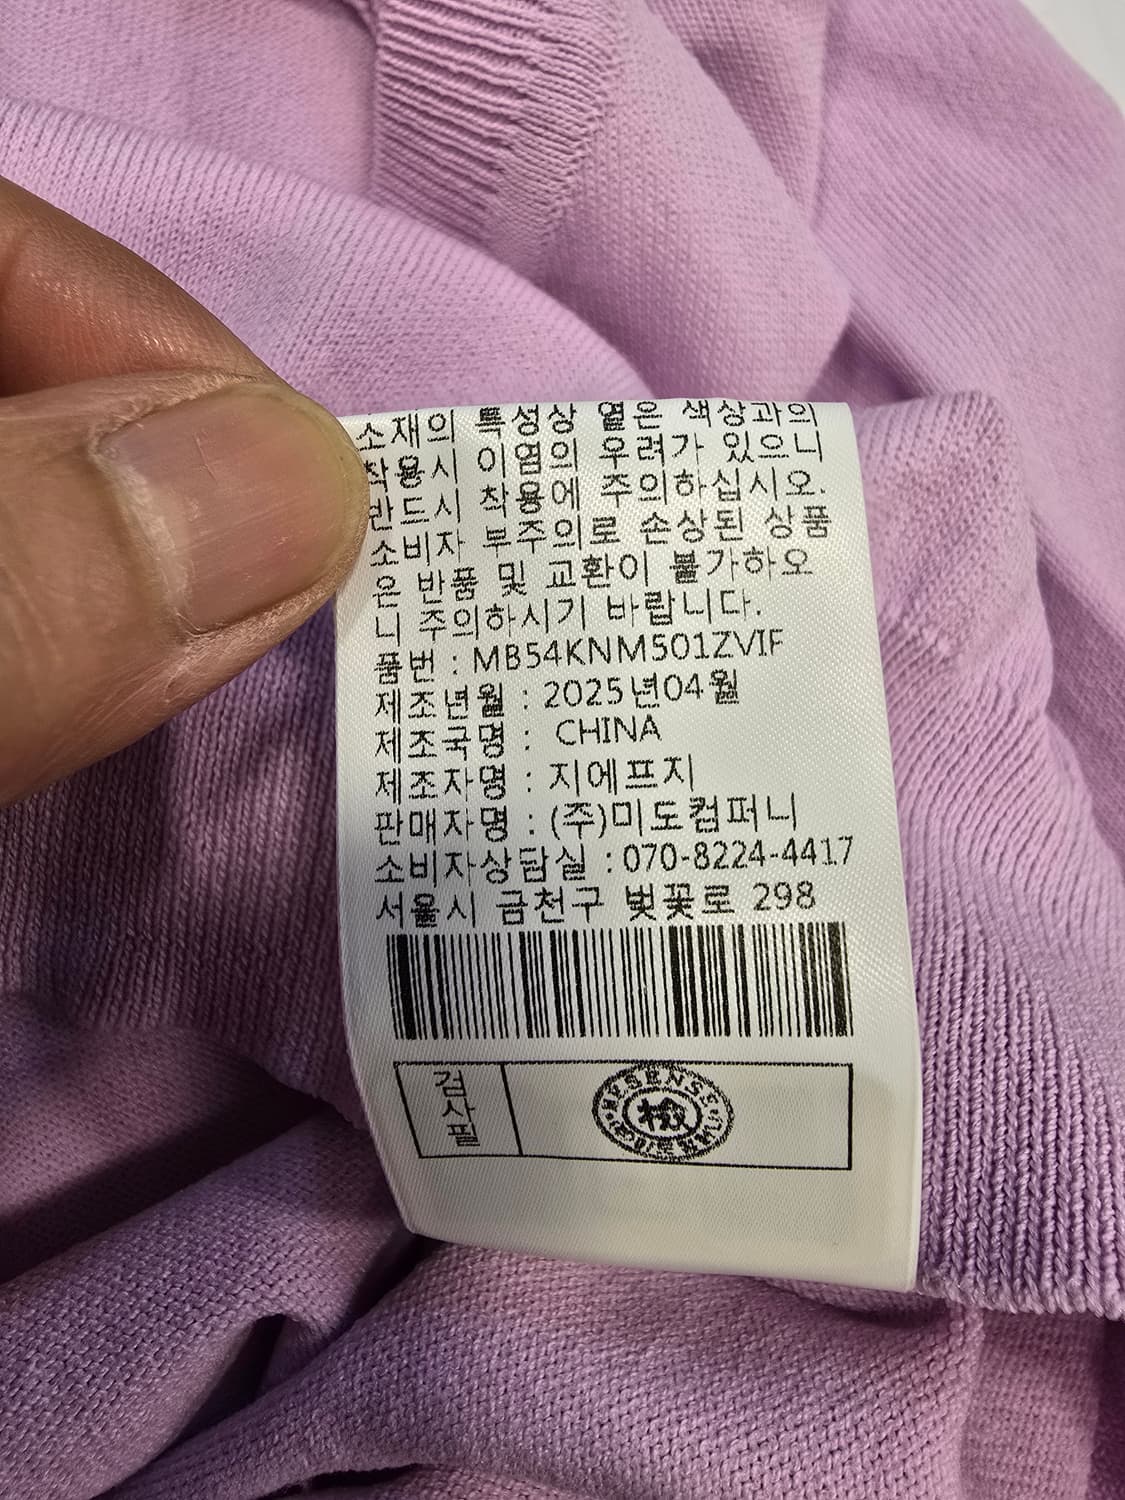 소재의 특성상 옅은 색상과의
착용시 이염의 우려가 있으니
반드시 착용에 주의하십시오.
소비자 부주의로 손상된 상품
은 반품 및 교환이 불가하오
니 주의하시기 바랍니다.
품번 : MB54KNM501ZVIF
제조년월 : 2025년04월
제조국명 : CHINA
제조자명 : 지에프지
판매자명 : (주)미도컴퍼니
소비자상담실 : 070-8224-4417
서울시 금천구 벚꽃로 298
검사필
檢